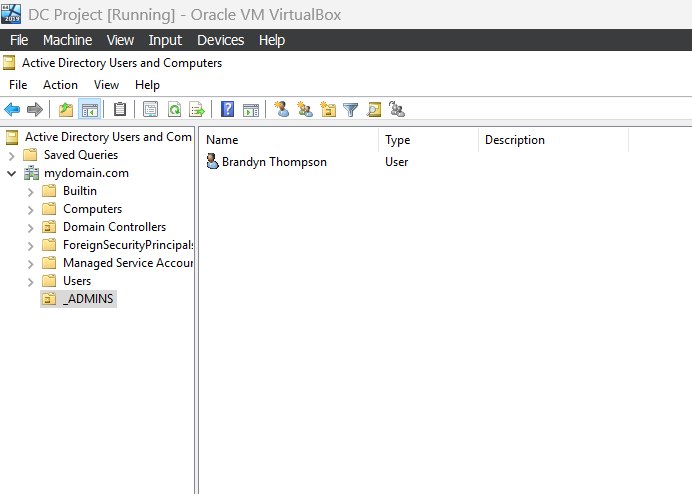 DC Project [Running] - Oracle VM VirtualBox
File Machine View Input Devices Help
Active Directory Users and Computers
File Action View Help
Active Directory Users and Com
Saved Queries
mydomain.com
Builtin
Computers
Domain Controllers
ForeignSecurityPrincipals
Managed Service Accour
Users
_ADMINS
Name Type Description
Brandyn Thompson User